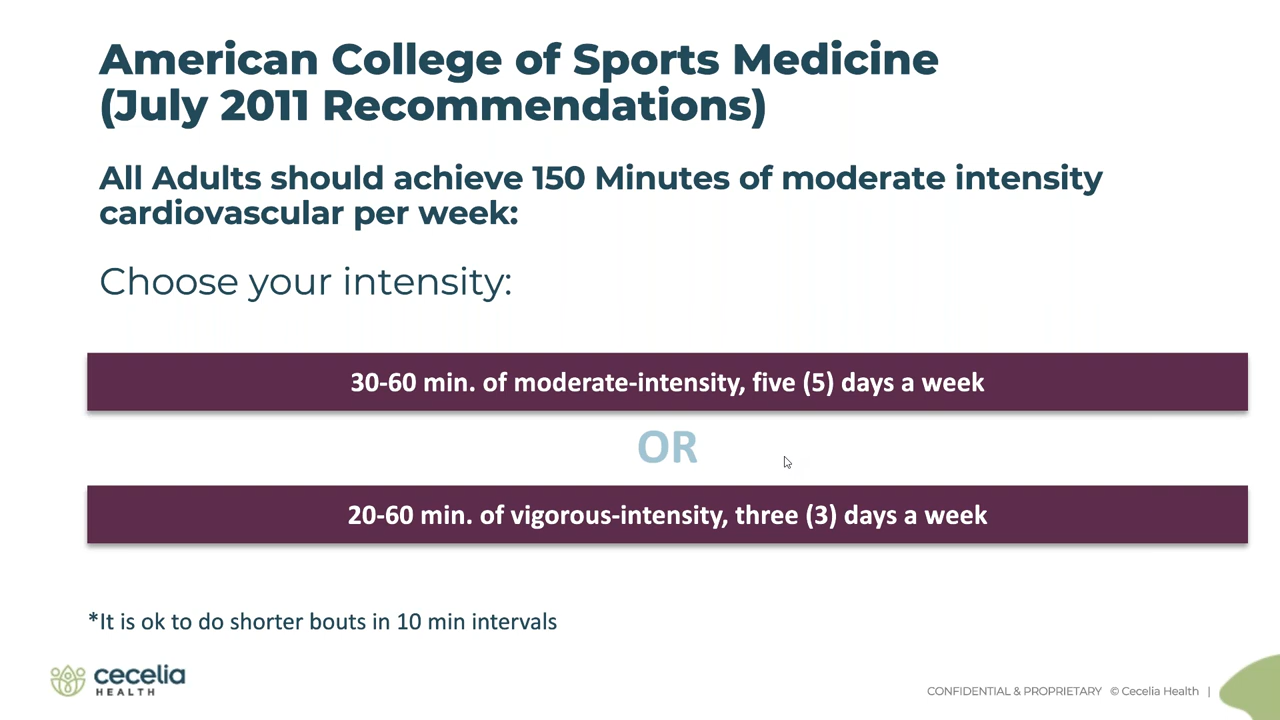 American College of Sports Medicine
(July 2011 Recommendations)
All Adults should achieve 150 Minutes of moderate intensity
cardiovascular per week:
Choose your intensity:
30-60 min. of moderate-intensity, five (5) days a week
OR
20-60 min. of vigorous-intensity, three (3) days a week
*It is ok to do shorter bouts in 10 min intervals
cecelia
HEALTH
CONFIDENTIAL & PROPRIETARY © Cecelia Health |